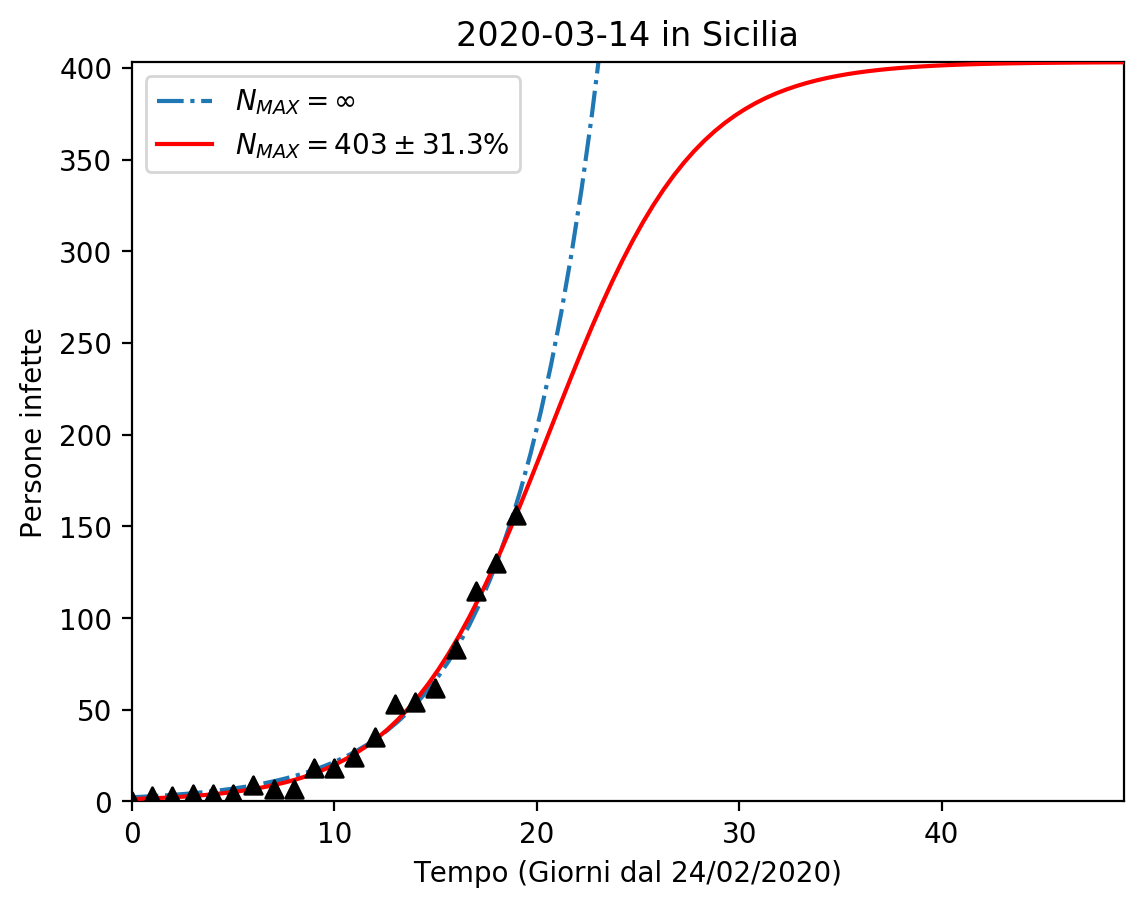 2020-03-14 in Sicilia
N_MAX = ∞
N_MAX = 403 ± 31.3%
400
350
300
250
200
150
100
50
0
Persone infette
0 10 20 30 40
Tempo (Giorni dal 24/02/2020)